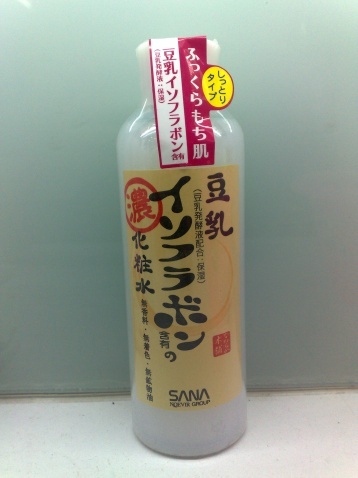 ふっくらもち肌
しっとり
タイプ
豆乳イソフラボン含有
(豆乳発酵液:保湿)
豆乳
(豆乳発酵液配合:保湿)
イソフラボン
含有の
濃
化粧水
無香料・無着色・無鉱物油
SANA
NOEVIR GROUP